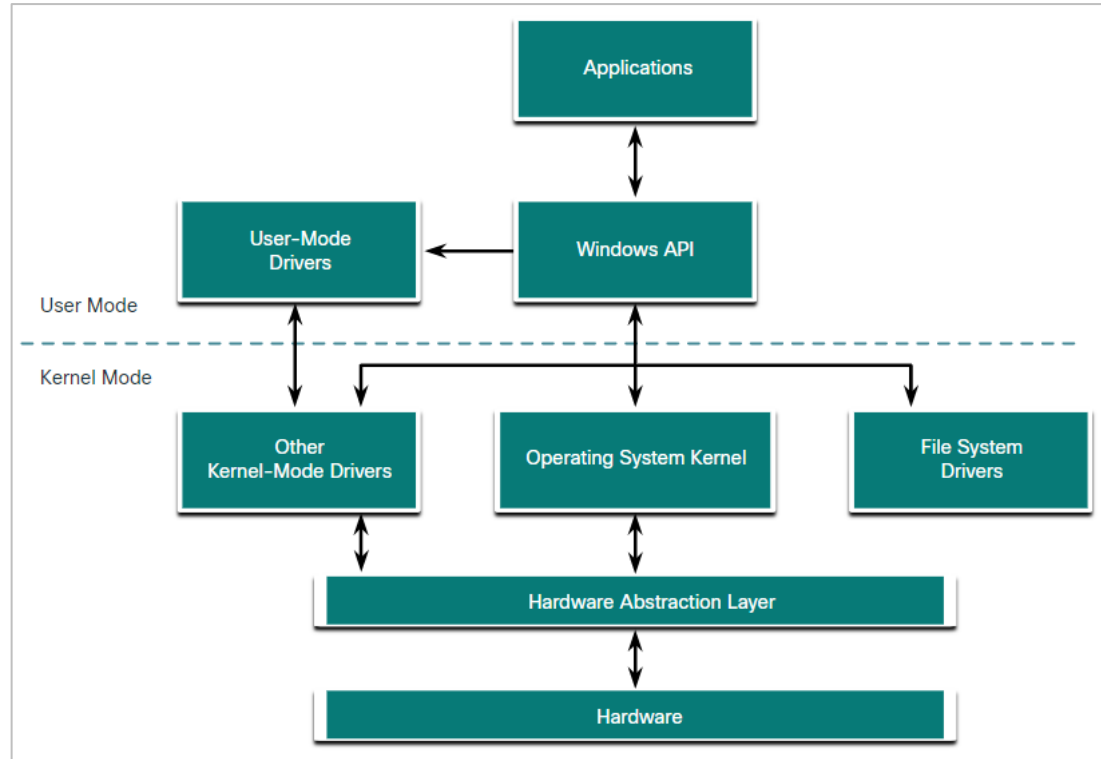 Applications
User-Mode
Drivers
Windows API
User Mode
Kernel Mode
Other
Kernel-Mode Drivers
Operating System Kernel
File System
Drivers
Hardware Abstraction Layer
Hardware